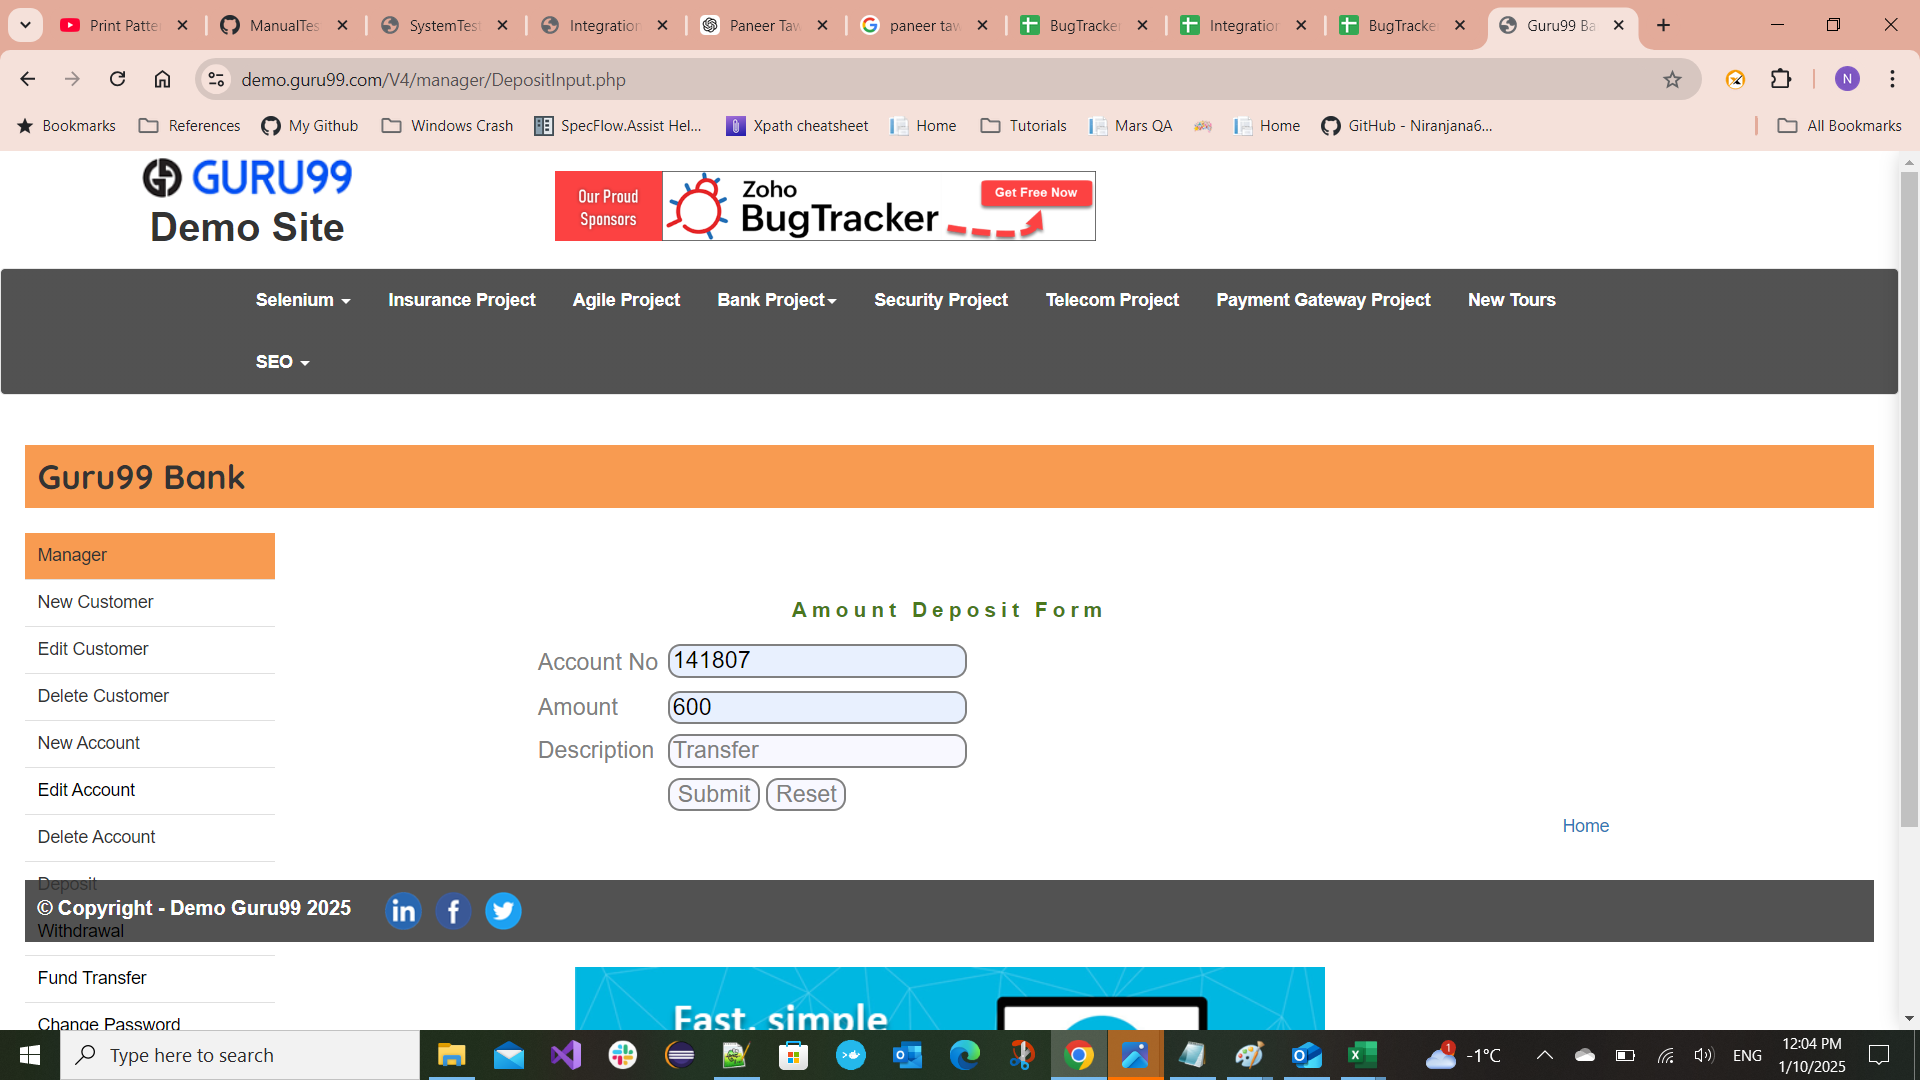 Print Patter
ManualTes
SystemTest
Integration
Paneer Taw
paneer taw
BugTracke
Integration
BugTracke
Guru99 Ba
demo.guru99.com/V4/manager/DepositInput.php
N
Bookmarks
References
My Github
Windows Crash
SpecFlow.Assist Hel...
Xpath cheatsheet
Home
Tutorials
Mars QA
Home
GitHub - Niranjana6...
All Bookmarks
GURU99
Demo Site
Our Proud
Sponsors
Zoho
BugTracker
Get Free Now
Selenium
Insurance Project
Agile Project
Bank Project
Security Project
Telecom Project
Payment Gateway Project
New Tours
SEO
Guru99 Bank
Manager
New Customer
Edit Customer
Delete Customer
New Account
Edit Account
Delete Account
Deposit
Withdrawal
Fund Transfer
Change Password
Amount Deposit Form
Account No 141807
Amount 600
Description Transfer
Submit Reset
Home
© Copyright - Demo Guru99 2025
Fast, simple
Type here to search
1
-1°C
ENG
12:04 PM
1/10/2025